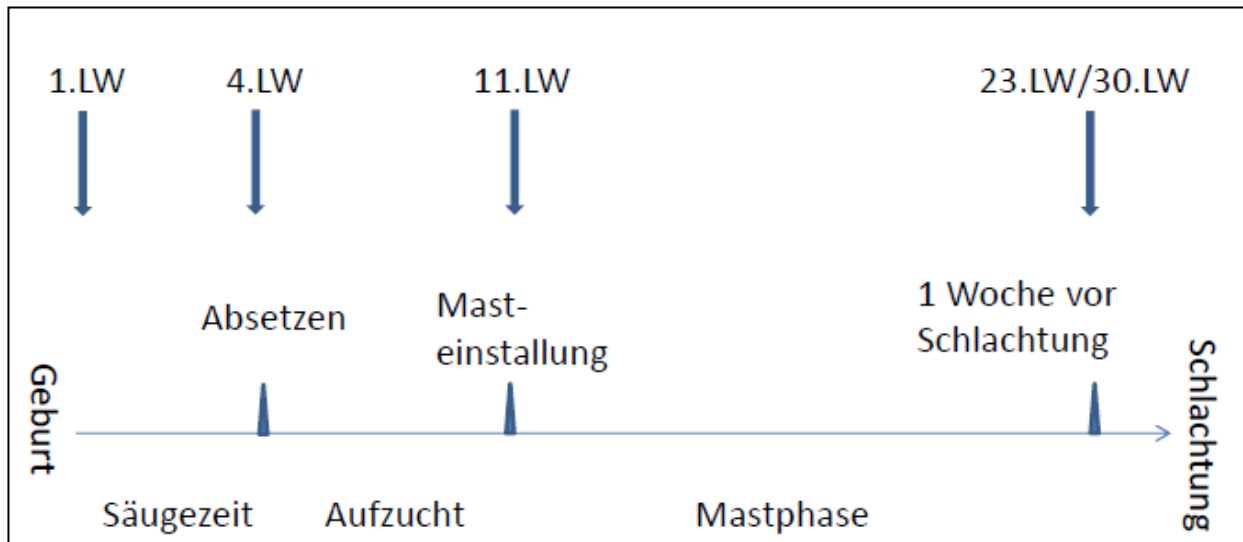 1.LW 4.LW 11.LW 23.LW/30.LW
Absetzen
Mast-
einstallung
1 Woche vor
Schlachtung
Geburt
Schlachtung
Säugezeit Aufzucht Mastphase